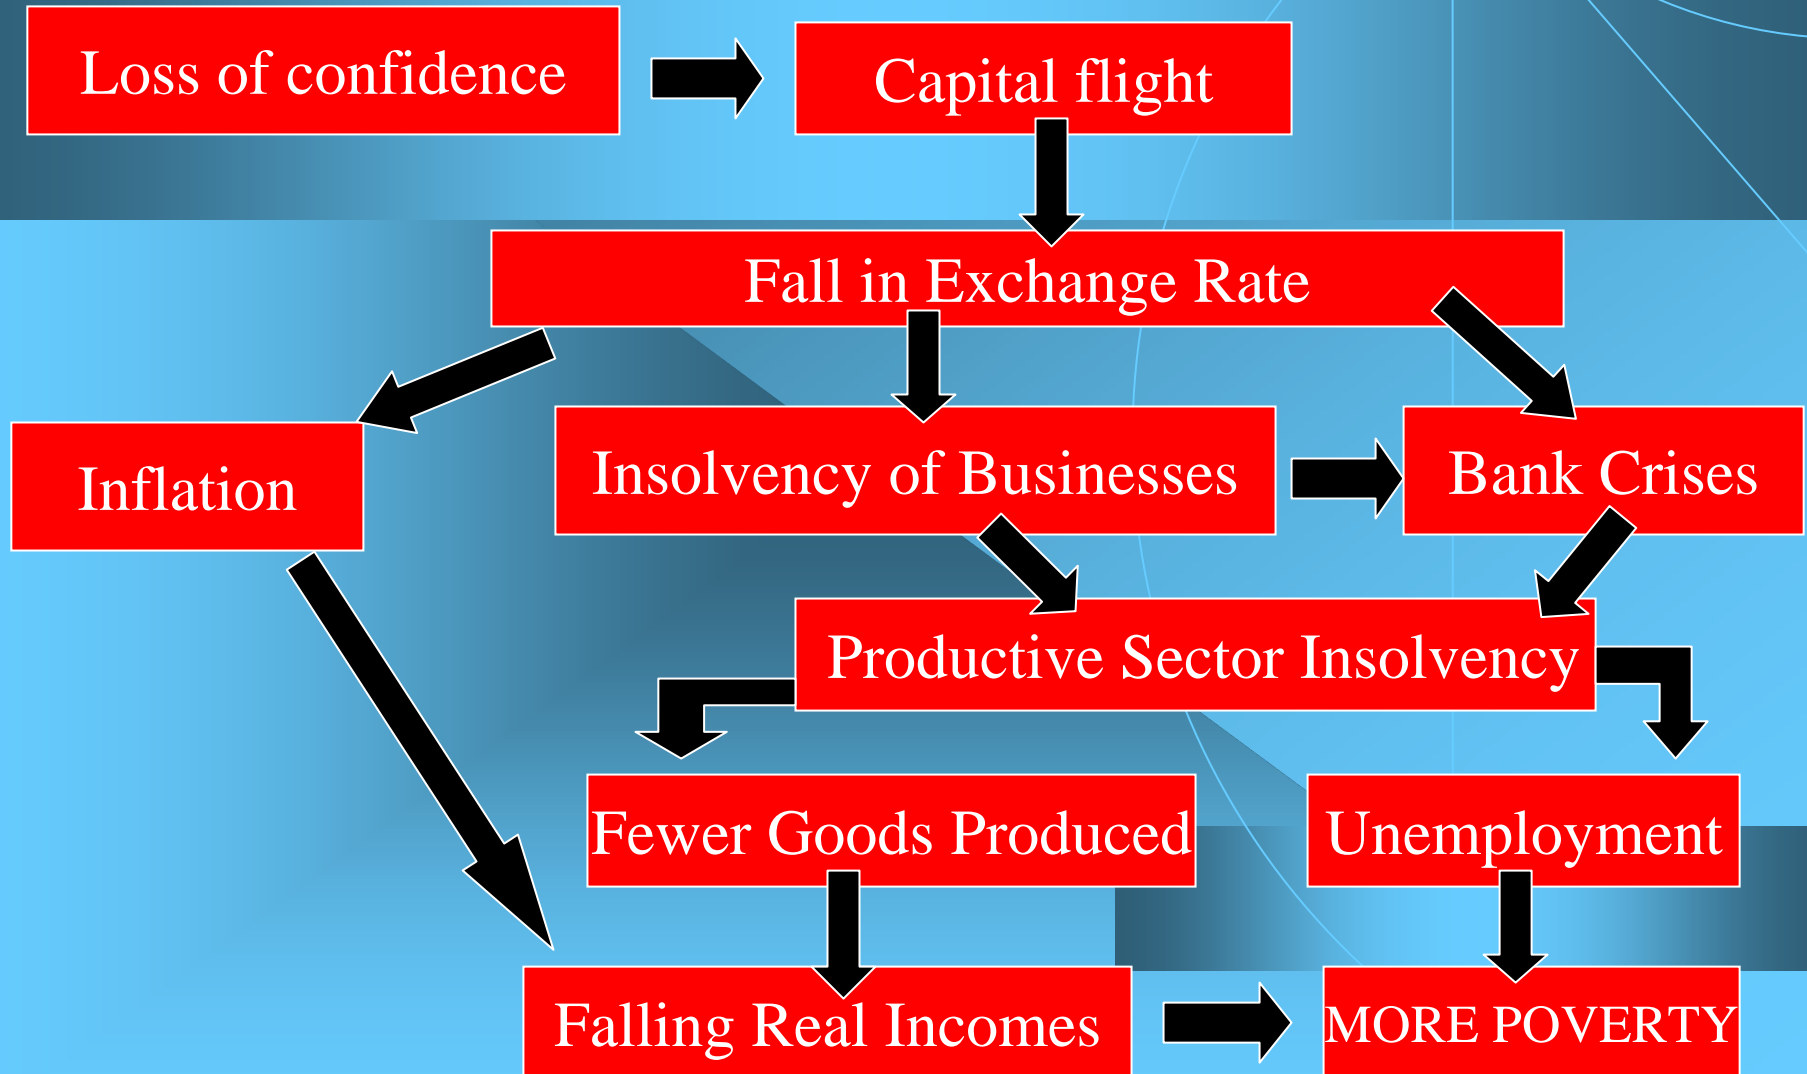 Loss of confidence
Capital flight
Fall in Exchange Rate
Inflation
Insolvency of Businesses
Bank Crises
Productive Sector Insolvency
Fewer Goods Produced
Unemployment
Falling Real Incomes
MORE POVERTY